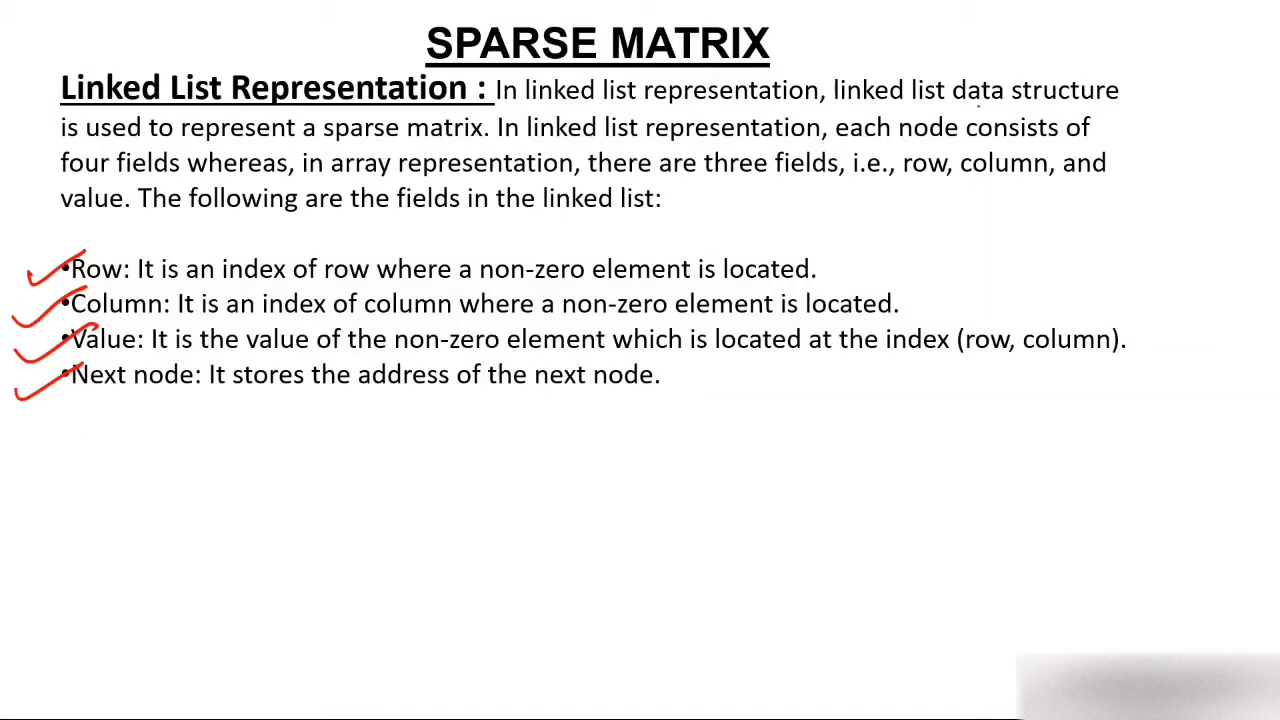 SPARSE MATRIX
Linked List Representation : In linked list representation, linked list data structure
is used to represent a sparse matrix. In linked list representation, each node consists of
four fields whereas, in array representation, there are three fields, i.e., row, column, and
value. The following are the fields in the linked list:
•Row: It is an index of row where a non-zero element is located.
•Column: It is an index of column where a non-zero element is located.
•Value: It is the value of the non-zero element which is located at the index (row, column).
•Next node: It stores the address of the next node.